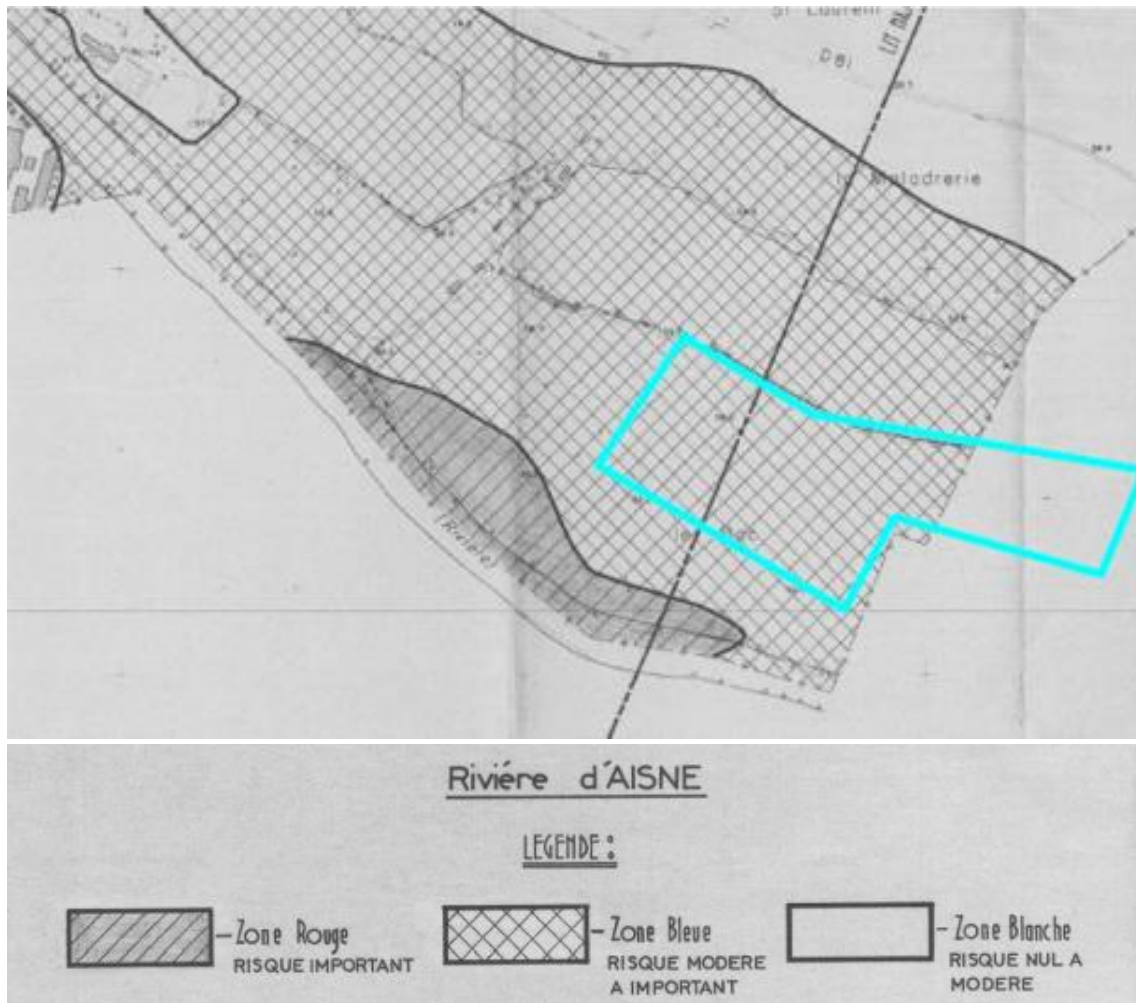 St Laurent
D81
la Maladrerie
(Rivière)
Riviére d'AISNE
LEGENDE :
Zone Rouge
RISQUE IMPORTANT
Zone Bleue
RISQUE MODERE
A IMPORTANT
Zone Blanche
RISQUE NUL A
MODERE